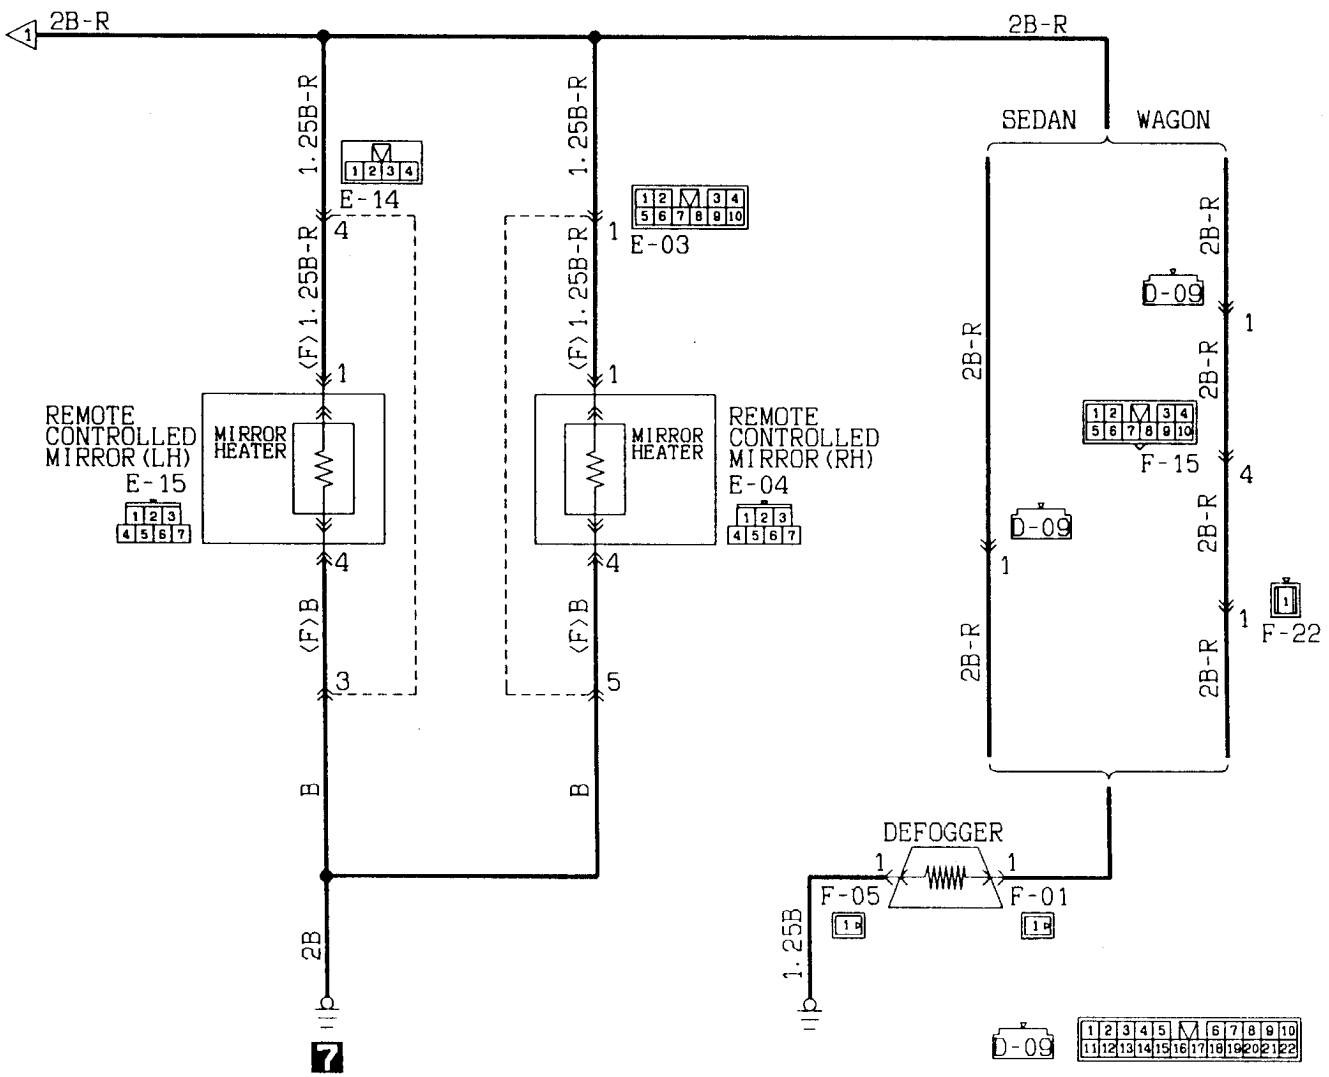 1
2B-R
2B-R
SEDAN
WAGON
1.25B-R
1.25B-R
1 2 3 4
E-14
4
1 2 3 4
5 6 7 8 9 10
E-03
1
2B-R
D-09
1
<F>1.25B-R
<F>1.25B-R
2B-R
2B-R
1
1
1 2 3 4
5 6 7 8 9 10
F-15
4
REMOTE
CONTROLLED
MIRROR(LH)
E-15
1 2 3
4 5 6 7
MIRROR
HEATER
MIRROR
HEATER
REMOTE
CONTROLLED
MIRROR(RH)
E-04
1 2 3
4 5 6 7
D-09
1
2B-R
4
4
<F>B
<F>B
1
1
F-22
2B-R
2B-R
3
5
B
B
DEFOGGER
1
1
F-05
1
F-01
1
2B
1.25B
7
D-09
1 2 3 4 5 6 7 8 9 10
11 12 13 14 15 16 17 18 19 20 21 22